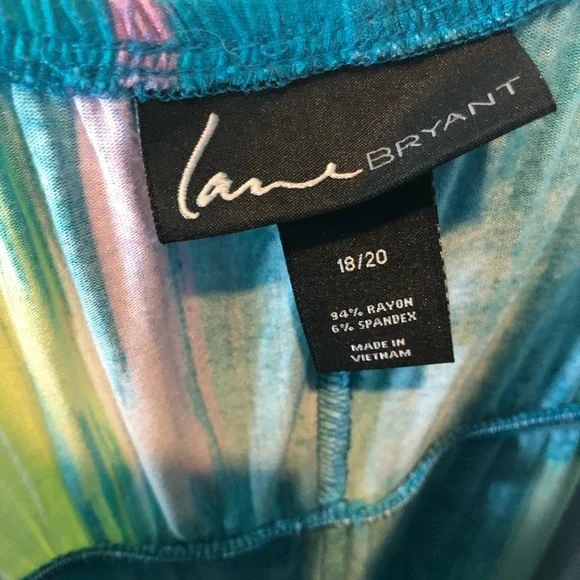 lane BRYANT
18/20
94% RAYON
6% SPANDEX
MADE IN
VIETNAM